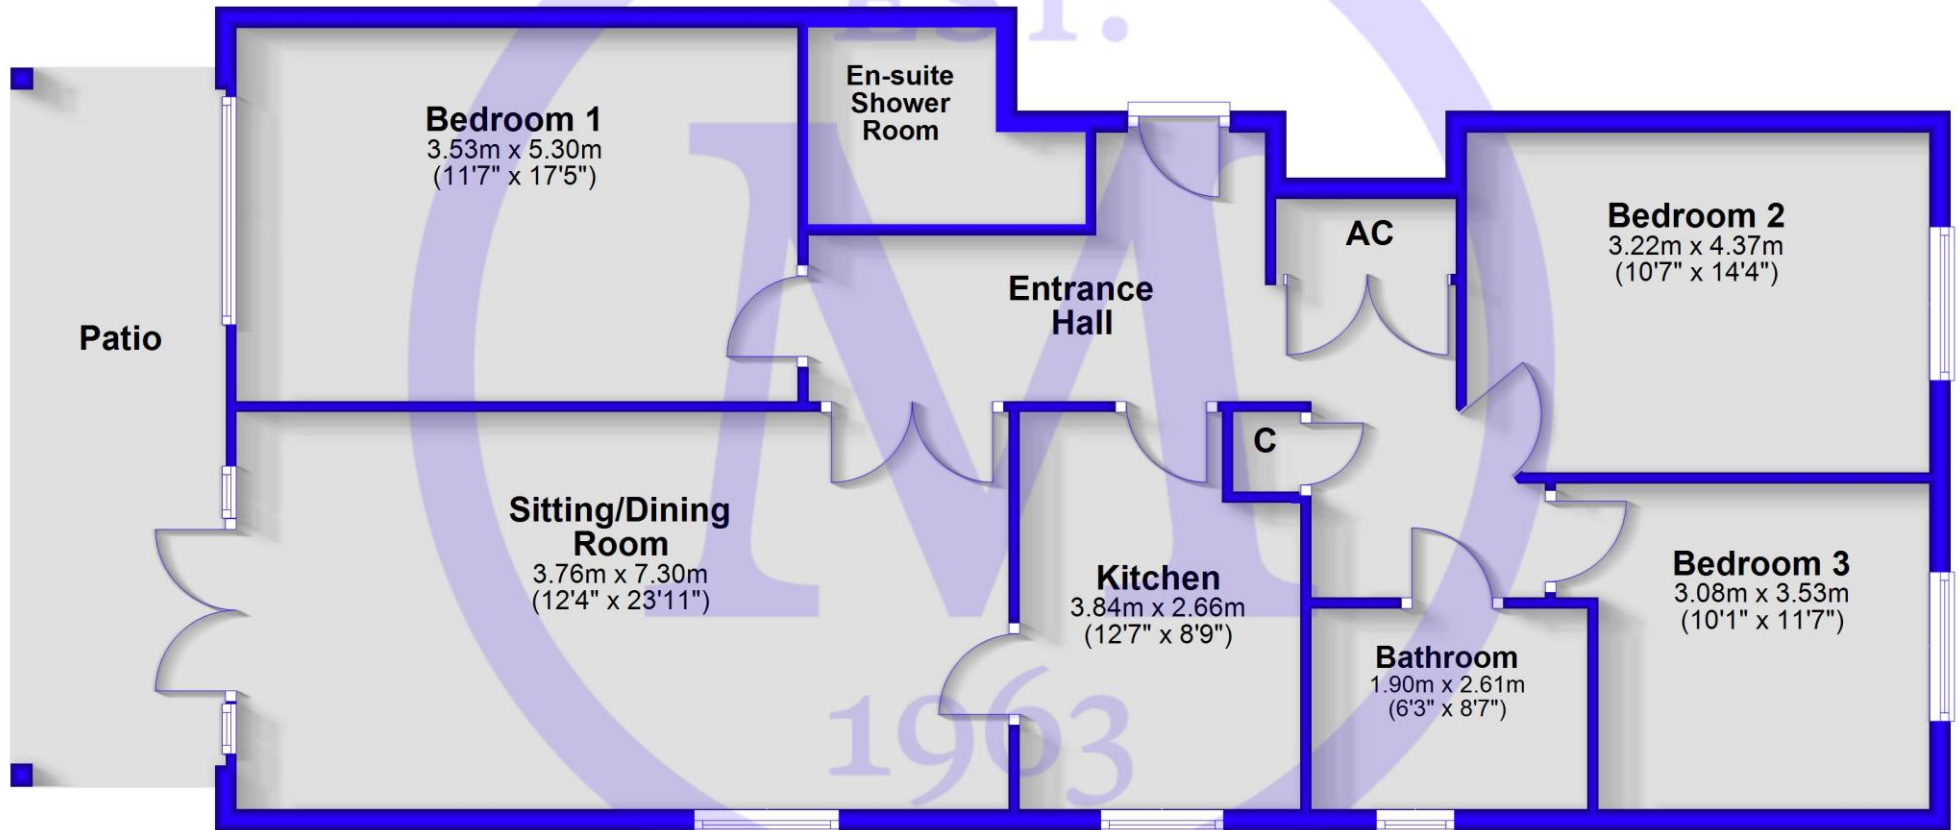 EST.
En-suite
Shower
Room
Bedroom 1
3.53m x 5.30m
(11'7" x 17'5")
Bedroom 2
3.22m x 4.37m
(10'7" x 14'4")
AC
Entrance
Hall
Patio
C
Sitting/Dining
Room
3.76m x 7.30m
(12'4" x 23'11")
Kitchen
3.84m x 2.66m
(12'7" x 8'9")
Bedroom 3
3.08m x 3.53m
(10'1" x 11'7")
Bathroom
1.90m x 2.61m
(6'3" x 8'7")
M
1963